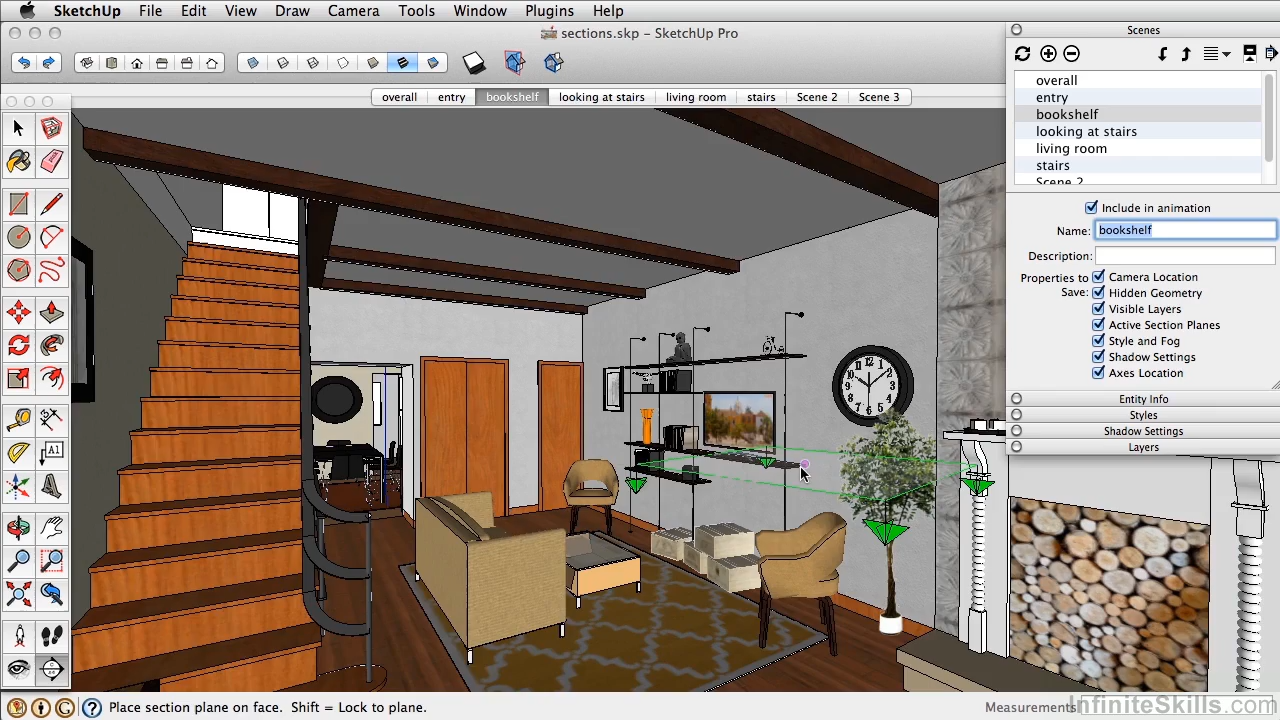 SketchUp File Edit View Draw Camera Tools Window Plugins Help
sections.skp - SketchUp Pro
Scenes
overall
entry
bookshelf
looking at stairs
living room
stairs
Scene 2
Scene 3
overall
entry
bookshelf
looking at stairs
living room
stairs
Scene 2
Include in animation
Name: bookshelf
Description:
Properties to Save:
Camera Location
Hidden Geometry
Visible Layers
Active Section Planes
Style and Fog
Shadow Settings
Axes Location
Entity Info
Styles
Shadow Settings
Layers
A1
12
Place section plane on face. Shift = Lock to plane.
Measurements
InfiniteSkills.com